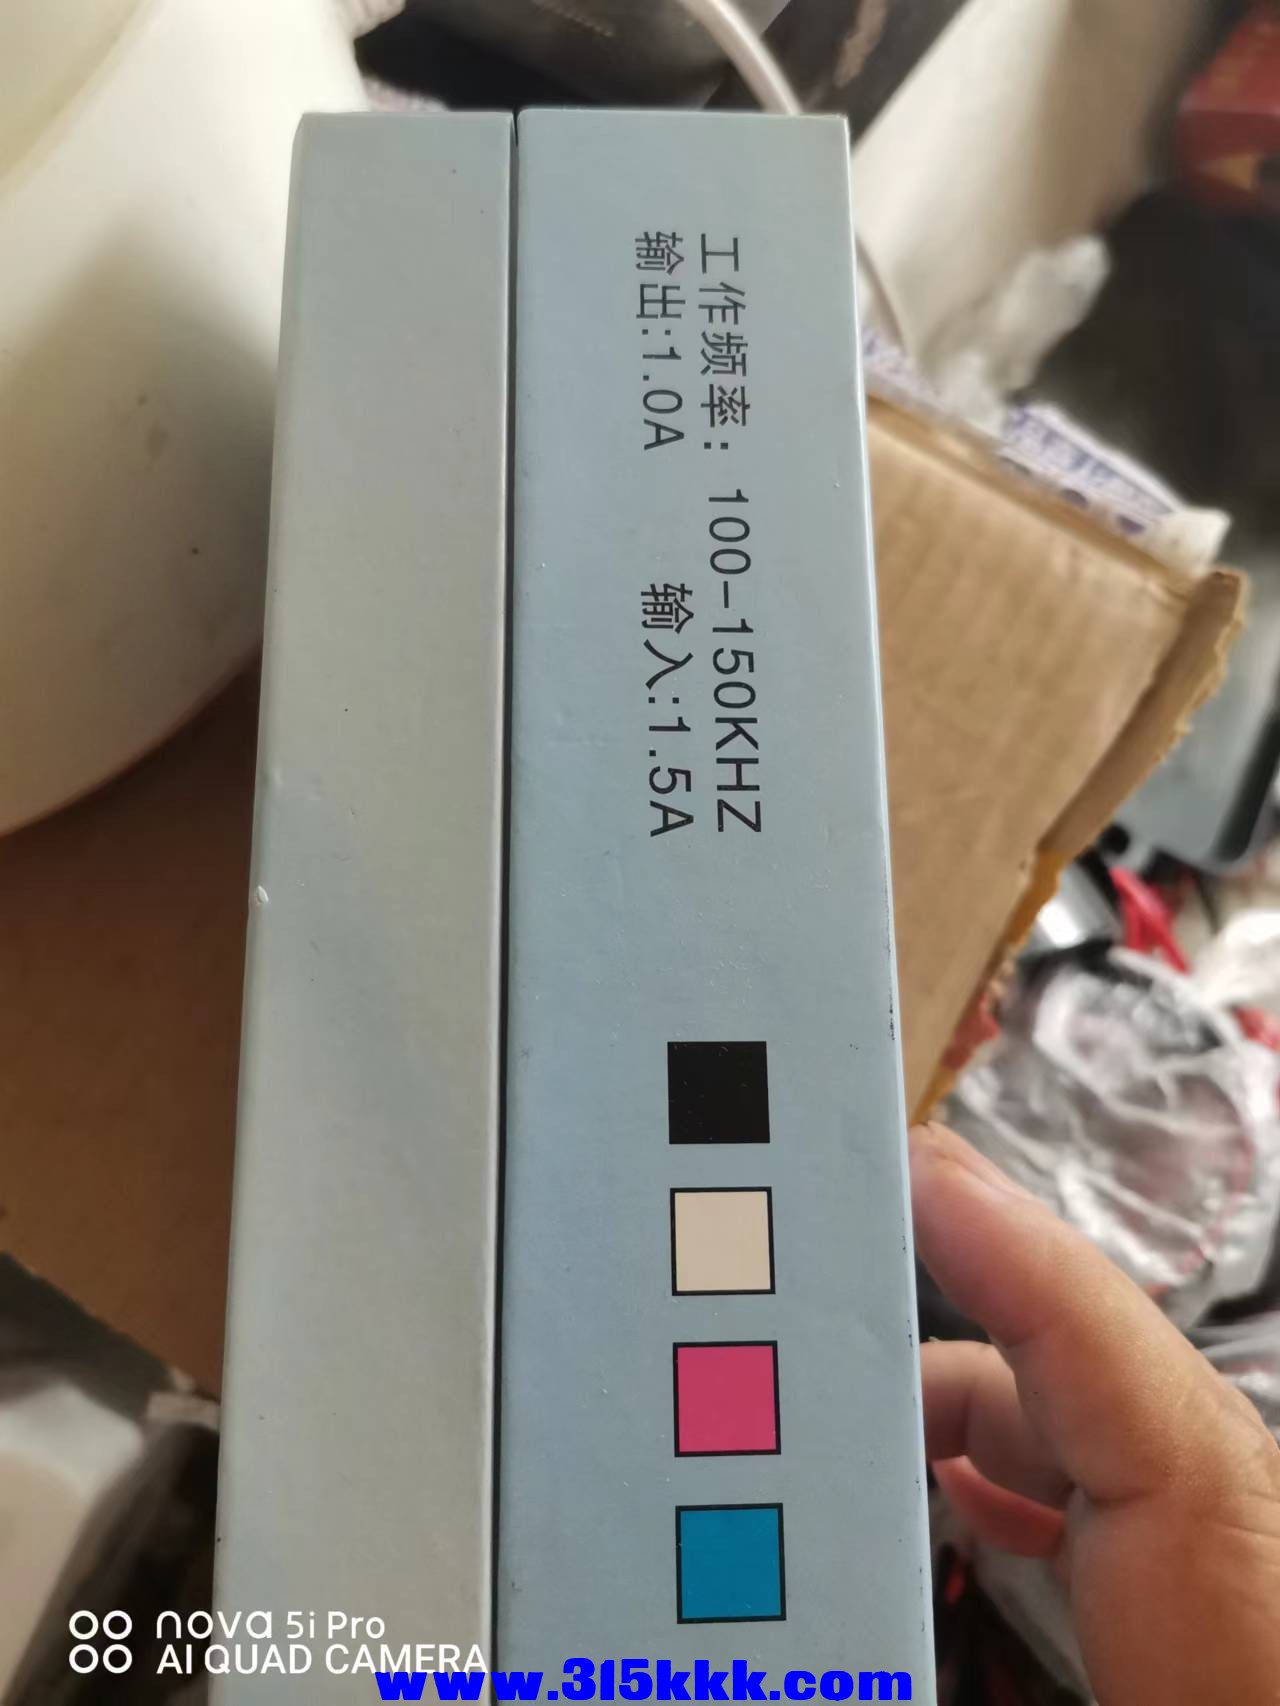 工作频率：100-150KHZ
输出:1.0A 输入:1.5A
nova 5i Pro
AI QUAD CAMERA
www.315kkk.com